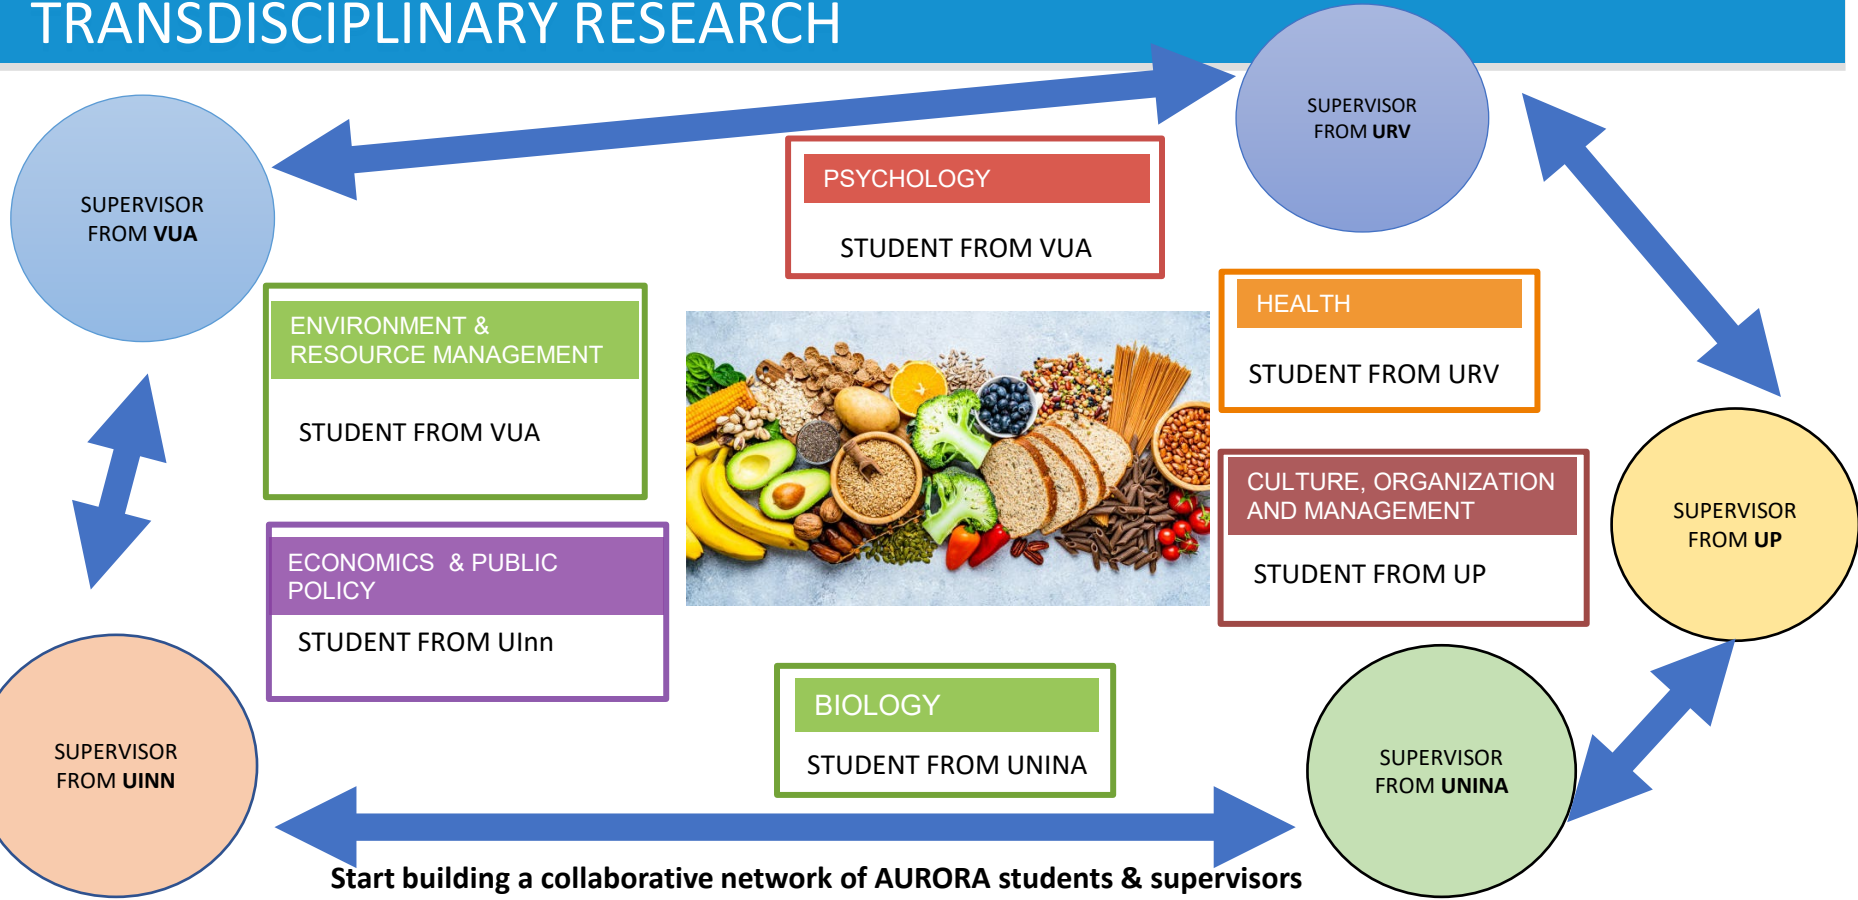 TRANSDISCIPLINARY RESEARCH
SUPERVISOR
FROM VUA
SUPERVISOR
FROM URV
PSYCHOLOGY
STUDENT FROM VUA
ENVIRONMENT &
RESOURCE MANAGEMENT
STUDENT FROM VUA
HEALTH
STUDENT FROM URV
CULTURE, ORGANIZATION
AND MANAGEMENT
STUDENT FROM UP
SUPERVISOR
FROM UP
ECONOMICS & PUBLIC
POLICY
STUDENT FROM UInn
BIOLOGY
STUDENT FROM UNINA
SUPERVISOR
FROM UINN
SUPERVISOR
FROM UNINA
Start building a collaborative network of AURORA students & supervisors